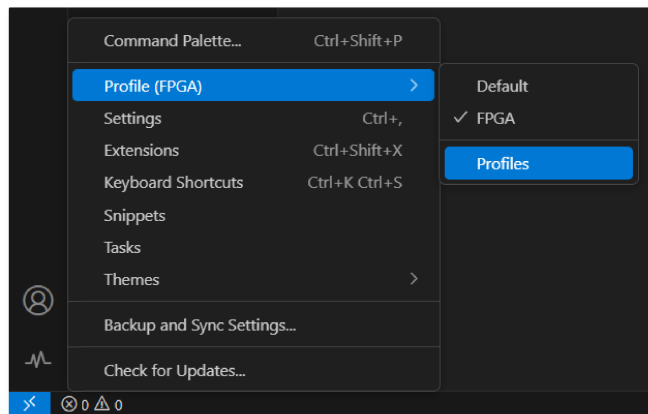 Command Palette... Ctrl+Shift+P
Profile (FPGA)
Settings Ctrl+,
Extensions Ctrl+Shift+X
Keyboard Shortcuts Ctrl+K Ctrl+S
Snippets
Tasks
Themes
Backup and Sync Settings...
Check for Updates...
Default
FPGA
Profiles
0 0